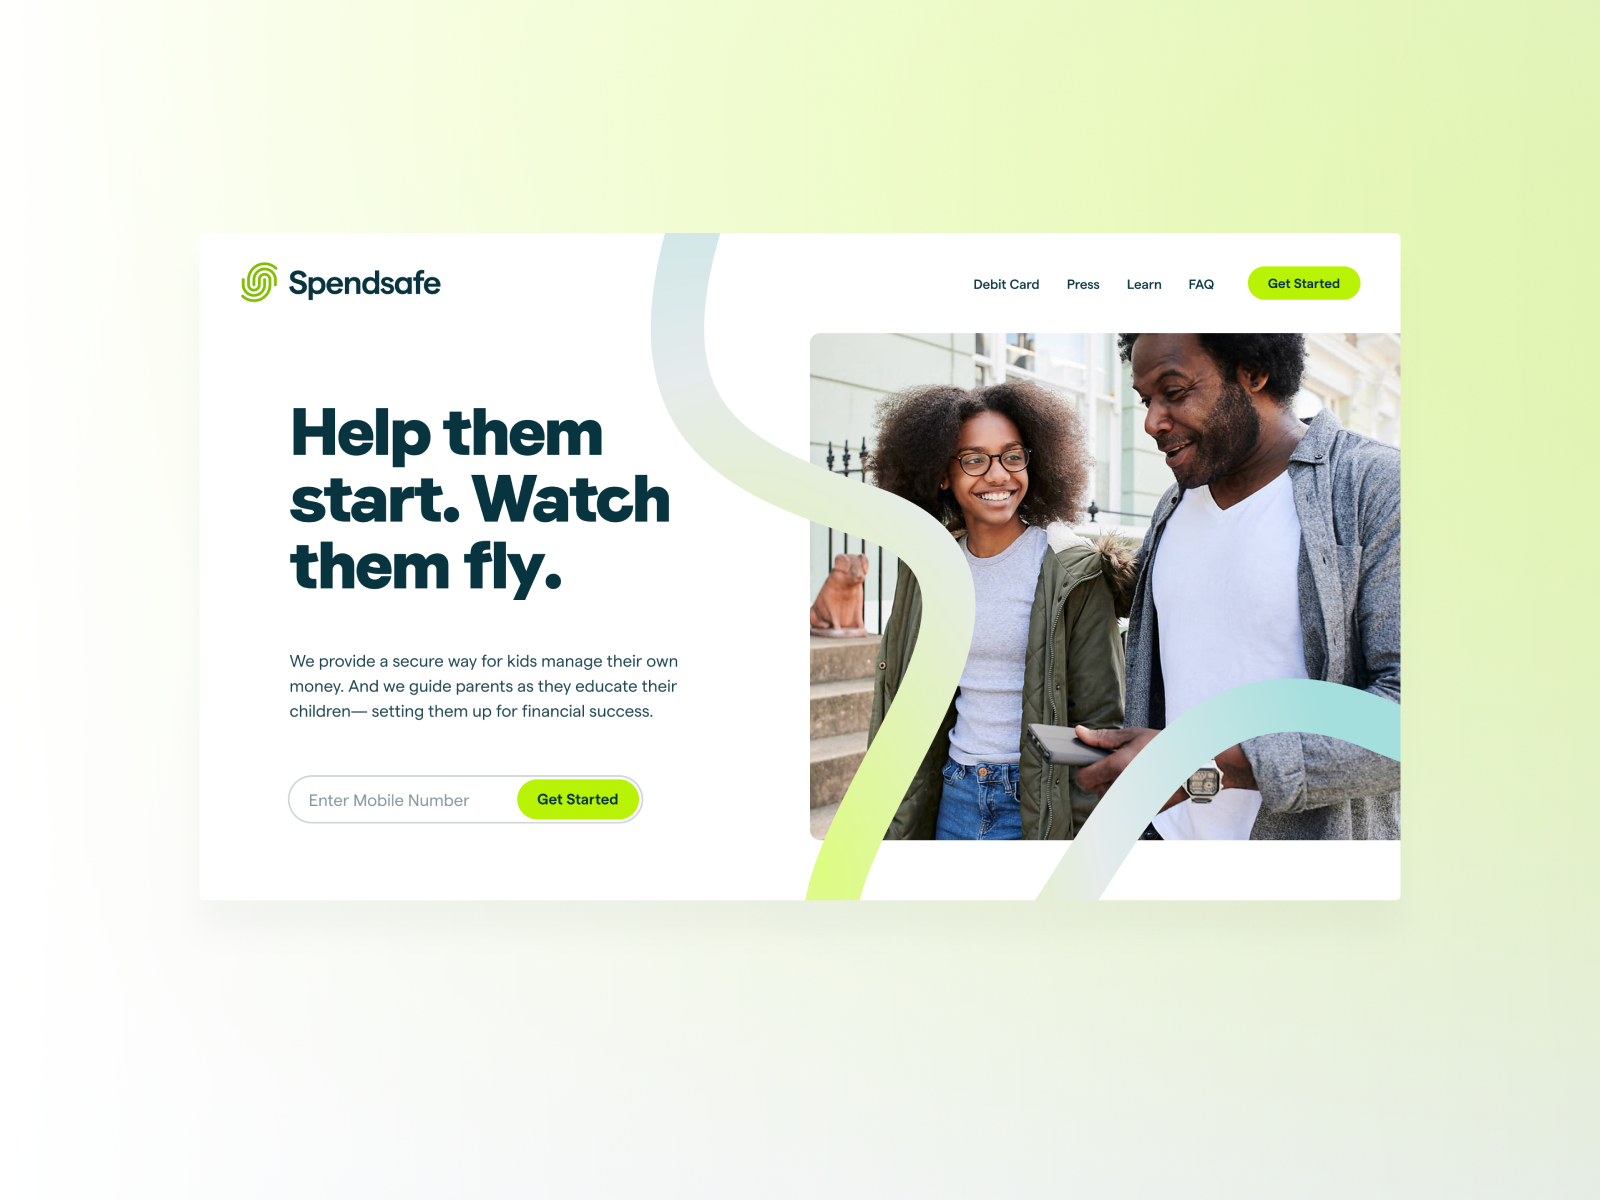 Spendsafe
Debit Card
Press
Learn
FAQ
Get Started
Help them
start. Watch
them fly.
We provide a secure way for kids manage their own
money. And we guide parents as they educate their
children— setting them up for financial success.
Enter Mobile Number
Get Started